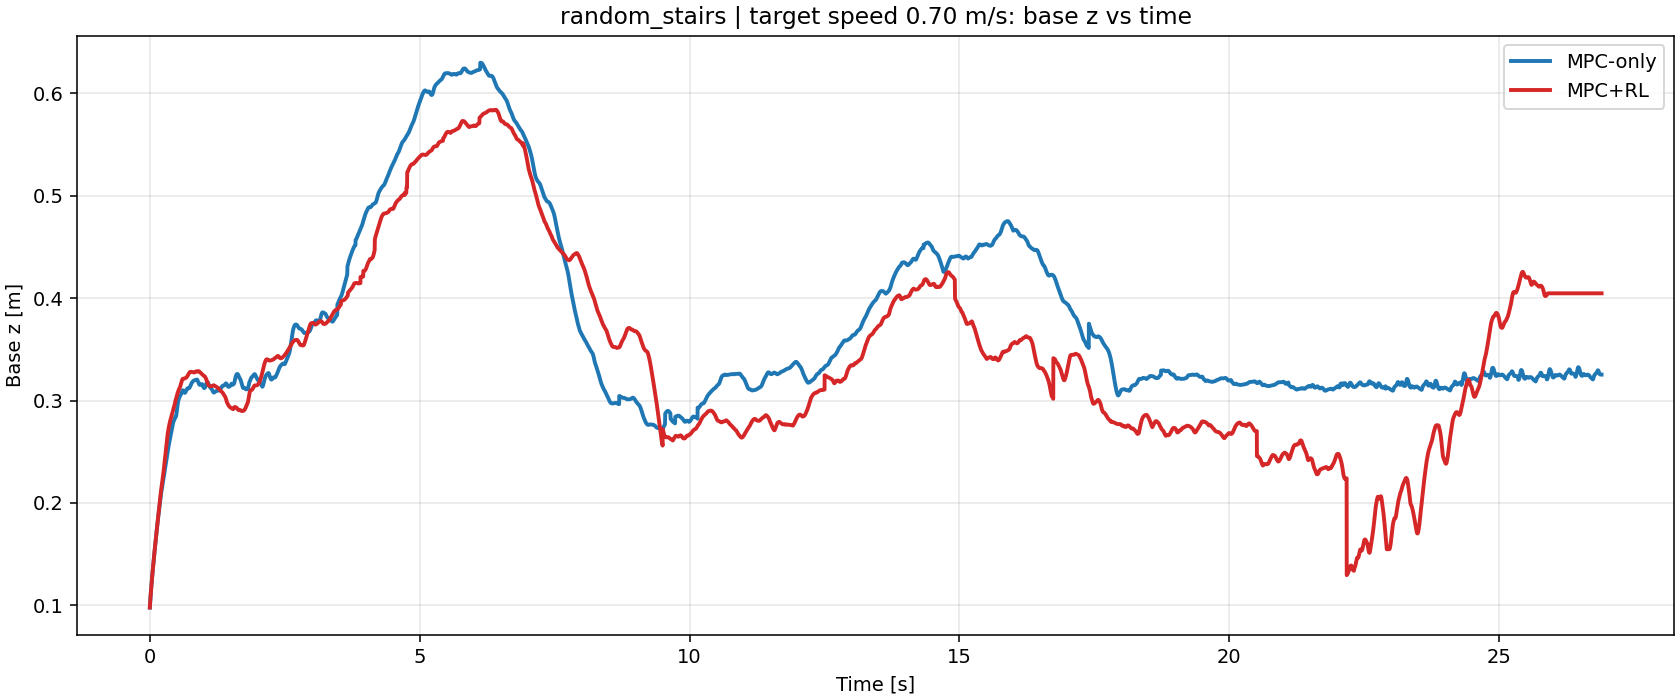 random_stairs | target speed 0.70 m/s: base z vs time
MPC-only
MPC+RL
Base z [m]
0.6
0.5
0.4
0.3
0.2
0.1
0 5 10 15 20 25
Time [s]